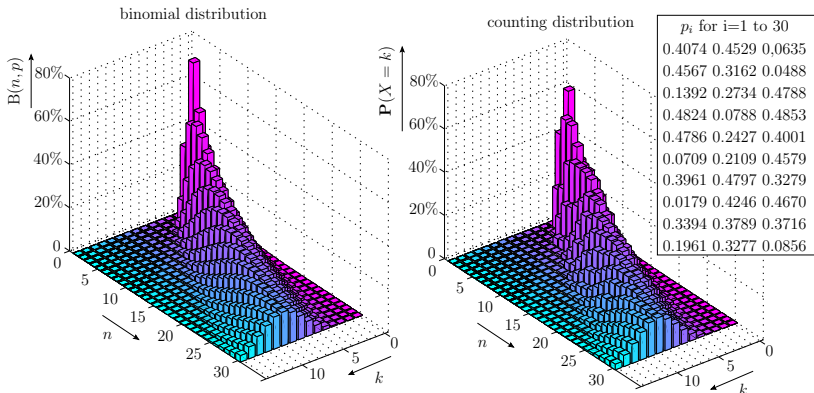 binomial distribution
B(n, p)
80%
60%
40%
20%
0
0
5
10
15
20
25
30
n
10
5
0
k
counting distribution
P(X = k)
80%
60%
40%
20%
0
0
5
10
15
20
25
30
n
10
5
0
k
p_i for i=1 to 30
0.4074 0.4529 0,0635
0.4567 0.3162 0.0488
0.1392 0.2734 0.4788
0.4824 0.0788 0.4853
0.4786 0.2427 0.4001
0.0709 0.2109 0.4579
0.3961 0.4797 0.3279
0.0179 0.4246 0.4670
0.3394 0.3789 0.3716
0.1961 0.3277 0.0856